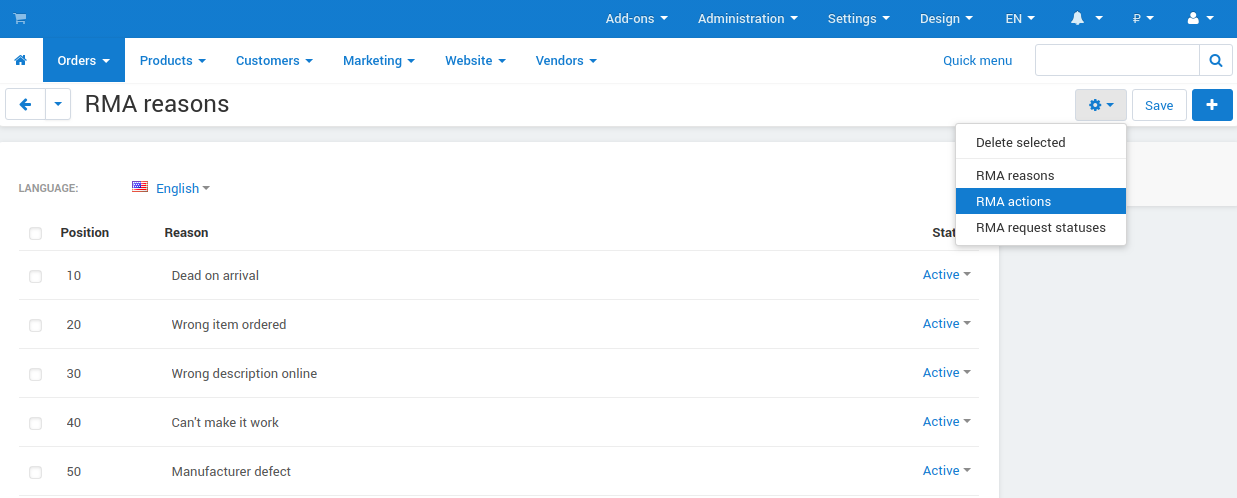 Add-ons Administration Settings Design EN ₽
Orders Products Customers Marketing Website Vendors Quick menu
RMA reasons Save
Delete selected
RMA reasons
RMA actions
RMA request statuses
LANGUAGE: English
Position Reason
10 Dead on arrival Active
20 Wrong item ordered Active
30 Wrong description online Active
40 Can't make it work Active
50 Manufacturer defect Active